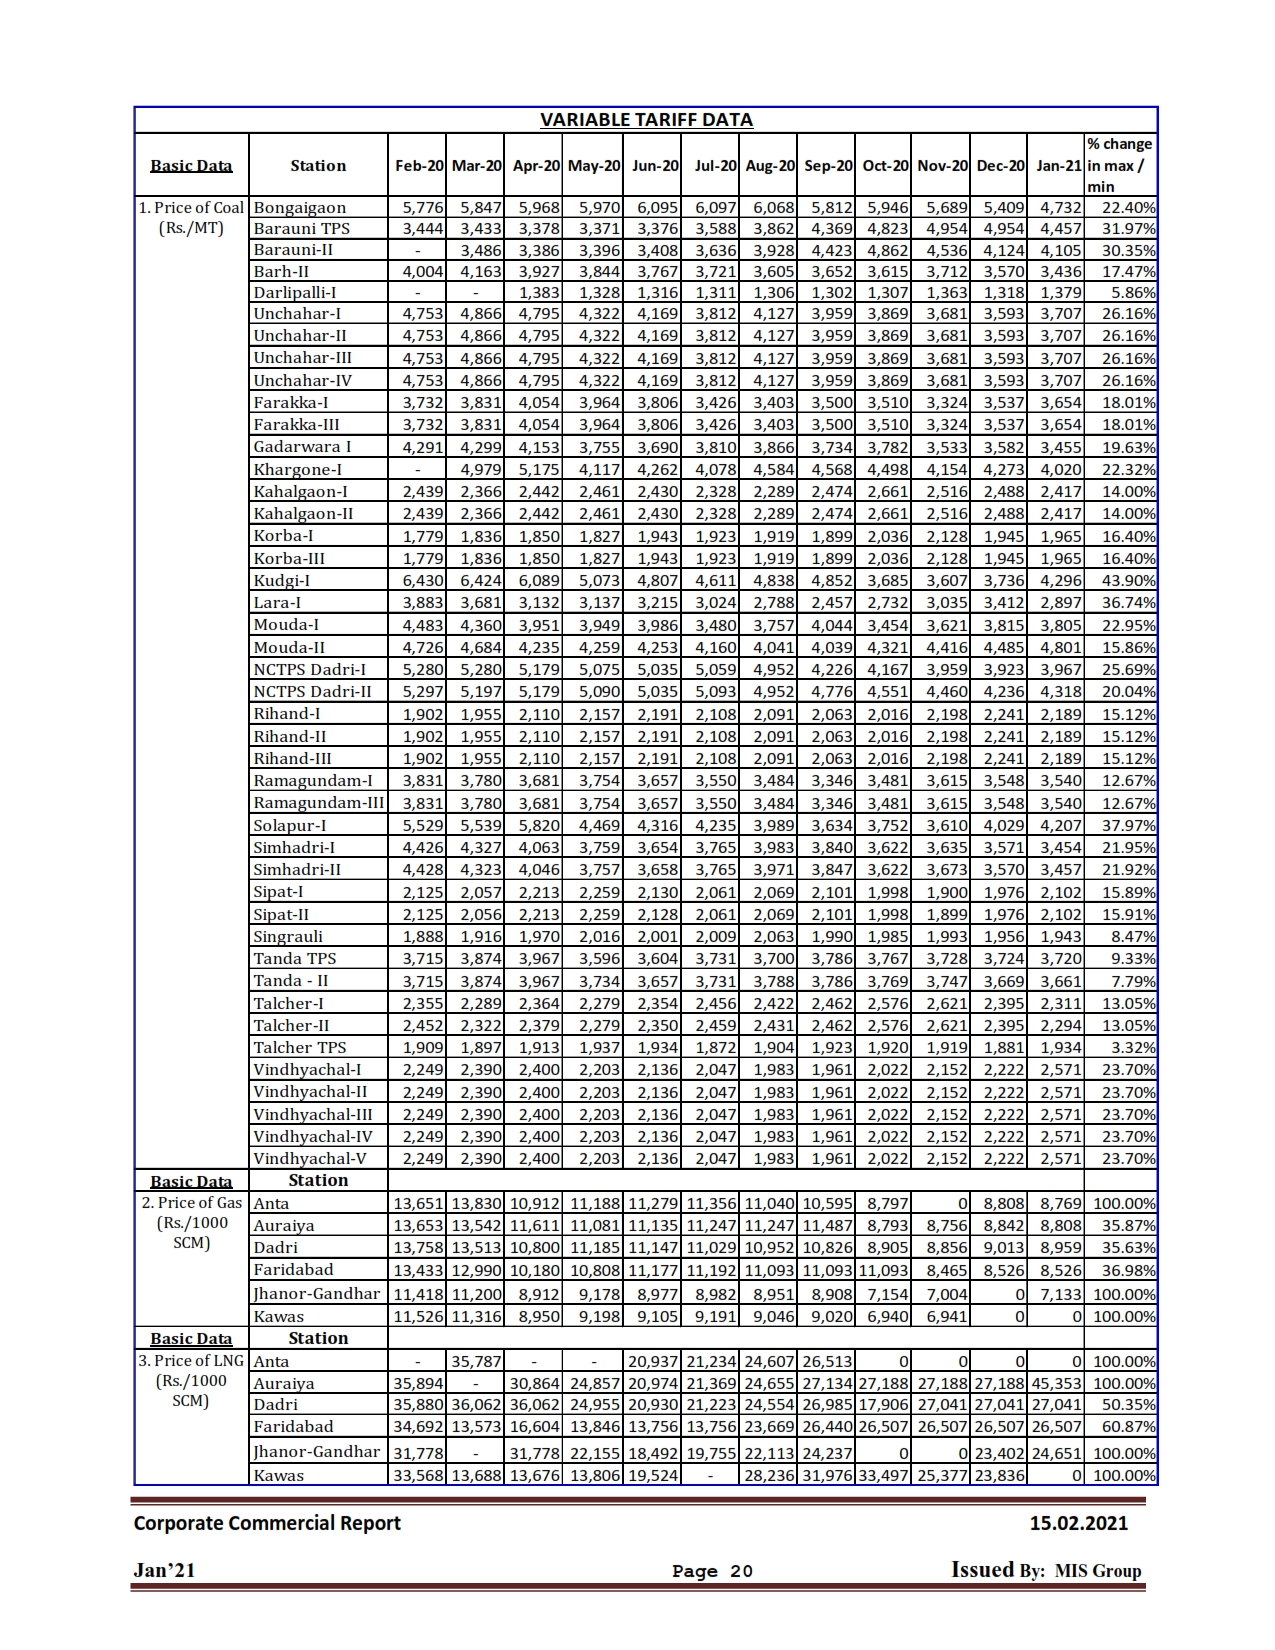 VARIABLE TARIFF DATA
Basic Data Station Feb-20 Mar-20 Apr-20 May-20 Jun-20 Jul-20 Aug-20 Sep-20 Oct-20 Nov-20 Dec-20 Jan-21 % change in max / min
1. Price of Coal (Rs./MT)
Bongaigaon 5,776 5,847 5,968 5,970 6,095 6,097 6,068 5,812 5,946 5,689 5,409 4,732 22.40%
Barauni TPS 3,444 3,433 3,378 3,371 3,376 3,588 3,862 4,369 4,823 4,954 4,954 4,457 31.97%
Barauni-II - 3,486 3,386 3,396 3,408 3,636 3,928 4,423 4,862 4,536 4,124 4,105 30.35%
Barh-II 4,004 4,163 3,927 3,844 3,767 3,721 3,605 3,652 3,615 3,712 3,570 3,436 17.47%
Darlipalli-I - - 1,383 1,328 1,316 1,311 1,306 1,302 1,307 1,363 1,318 1,379 5.86%
Unchahar-I 4,753 4,866 4,795 4,322 4,169 3,812 4,127 3,959 3,869 3,681 3,593 3,707 26.16%
Unchahar-II 4,753 4,866 4,795 4,322 4,169 3,812 4,127 3,959 3,869 3,681 3,593 3,707 26.16%
Unchahar-III 4,753 4,866 4,795 4,322 4,169 3,812 4,127 3,959 3,869 3,681 3,593 3,707 26.16%
Unchahar-IV 4,753 4,866 4,795 4,322 4,169 3,812 4,127 3,959 3,869 3,681 3,593 3,707 26.16%
Farakka-I 3,732 3,831 4,054 3,964 3,806 3,426 3,403 3,500 3,510 3,324 3,537 3,654 18.01%
Farakka-III 3,732 3,831 4,054 3,964 3,806 3,426 3,403 3,500 3,510 3,324 3,537 3,654 18.01%
Gadarwara I 4,291 4,299 4,153 3,755 3,690 3,810 3,866 3,734 3,782 3,533 3,582 3,455 19.63%
Khargone-I - 4,979 5,175 4,117 4,262 4,078 4,584 4,568 4,498 4,154 4,273 4,020 22.32%
Kahalgaon-I 2,439 2,366 2,442 2,461 2,430 2,328 2,289 2,474 2,661 2,516 2,488 2,417 14.00%
Kahalgaon-II 2,439 2,366 2,442 2,461 2,430 2,328 2,289 2,474 2,661 2,516 2,488 2,417 14.00%
Korba-I 1,779 1,836 1,850 1,827 1,943 1,923 1,919 1,899 2,036 2,128 1,945 1,965 16.40%
Korba-III 1,779 1,836 1,850 1,827 1,943 1,923 1,919 1,899 2,036 2,128 1,945 1,965 16.40%
Kudgi-I 6,430 6,424 6,089 5,073 4,807 4,611 4,838 4,852 3,685 3,607 3,736 4,296 43.90%
Lara-I 3,883 3,681 3,132 3,137 3,215 3,024 2,788 2,457 2,732 3,035 3,412 2,897 36.74%
Mouda-I 4,483 4,360 3,951 3,949 3,986 3,480 3,757 4,044 3,454 3,621 3,815 3,805 22.95%
Mouda-II 4,726 4,684 4,235 4,259 4,253 4,160 4,041 4,039 4,321 4,416 4,485 4,801 15.86%
NCTPS Dadri-I 5,280 5,280 5,179 5,075 5,035 5,059 4,952 4,226 4,167 3,959 3,923 3,967 25.69%
NCTPS Dadri-II 5,297 5,197 5,179 5,090 5,035 5,093 4,952 4,776 4,551 4,460 4,236 4,318 20.04%
Rihand-I 1,902 1,955 2,110 2,157 2,191 2,108 2,091 2,063 2,016 2,198 2,241 2,189 15.12%
Rihand-II 1,902 1,955 2,110 2,157 2,191 2,108 2,091 2,063 2,016 2,198 2,241 2,189 15.12%
Rihand-III 1,902 1,955 2,110 2,157 2,191 2,108 2,091 2,063 2,016 2,198 2,241 2,189 15.12%
Ramagundam-I 3,831 3,780 3,681 3,754 3,657 3,550 3,484 3,346 3,481 3,615 3,548 3,540 12.67%
Ramagundam-III 3,831 3,780 3,681 3,754 3,657 3,550 3,484 3,346 3,481 3,615 3,548 3,540 12.67%
Solapur-I 5,529 5,539 5,820 4,469 4,316 4,235 3,989 3,634 3,752 3,610 4,029 4,207 37.97%
Simhadri-I 4,426 4,327 4,063 3,759 3,654 3,765 3,983 3,840 3,622 3,635 3,571 3,454 21.95%
Simhadri-II 4,428 4,323 4,046 3,757 3,658 3,765 3,971 3,847 3,622 3,673 3,570 3,457 21.92%
Sipat-I 2,125 2,057 2,213 2,259 2,130 2,061 2,069 2,101 1,998 1,900 1,976 2,102 15.89%
Sipat-II 2,125 2,056 2,213 2,259 2,128 2,061 2,069 2,101 1,998 1,899 1,976 2,102 15.91%
Singrauli 1,888 1,916 1,970 2,016 2,001 2,009 2,063 1,990 1,985 1,993 1,956 1,943 8.47%
Tanda TPS 3,715 3,874 3,967 3,596 3,604 3,731 3,700 3,786 3,767 3,728 3,724 3,720 9.33%
Tanda - II 3,715 3,874 3,967 3,734 3,657 3,731 3,788 3,786 3,769 3,747 3,669 3,661 7.79%
Talcher-I 2,355 2,289 2,364 2,279 2,354 2,456 2,422 2,462 2,576 2,621 2,395 2,311 13.05%
Talcher-II 2,452 2,322 2,379 2,279 2,350 2,459 2,431 2,462 2,576 2,621 2,395 2,294 13.05%
Talcher TPS 1,909 1,897 1,913 1,937 1,934 1,872 1,904 1,923 1,920 1,919 1,881 1,934 3.32%
Vindhyachal-I 2,249 2,390 2,400 2,203 2,136 2,047 1,983 1,961 2,022 2,152 2,222 2,571 23.70%
Vindhyachal-II 2,249 2,390 2,400 2,203 2,136 2,047 1,983 1,961 2,022 2,152 2,222 2,571 23.70%
Vindhyachal-III 2,249 2,390 2,400 2,203 2,136 2,047 1,983 1,961 2,022 2,152 2,222 2,571 23.70%
Vindhyachal-IV 2,249 2,390 2,400 2,203 2,136 2,047 1,983 1,961 2,022 2,152 2,222 2,571 23.70%
Vindhyachal-V 2,249 2,390 2,400 2,203 2,136 2,047 1,983 1,961 2,022 2,152 2,222 2,571 23.70%
Basic Data Station
2. Price of Gas (Rs./1000 SCM)
Anta 13,651 13,830 10,912 11,188 11,279 11,356 11,040 10,595 8,797 0 8,808 8,769 100.00%
Auraiya 13,653 13,542 11,611 11,081 11,135 11,247 11,247 11,487 8,793 8,756 8,842 8,808 35.87%
Dadri 13,758 13,513 10,800 11,185 11,147 11,029 10,952 10,826 8,905 8,856 9,013 8,959 35.63%
Faridabad 13,433 12,990 10,180 10,808 11,177 11,192 11,093 11,093 11,093 8,465 8,526 8,526 36.98%
Jhanor-Gandhar 11,418 11,200 8,912 9,178 8,977 8,982 8,951 8,908 7,154 7,004 0 7,133 100.00%
Kawas 11,526 11,316 8,950 9,198 9,105 9,191 9,046 9,020 6,940 6,941 0 0 100.00%
Basic Data Station
3. Price of LNG (Rs./1000 SCM)
Anta - 35,787 - - 20,937 21,234 24,607 26,513 0 0 0 0 100.00%
Auraiya 35,894 - 30,864 24,857 20,974 21,369 24,655 27,134 27,188 27,188 27,188 45,353 100.00%
Dadri 35,880 36,062 36,062 24,955 20,930 21,223 24,554 26,985 17,906 27,041 27,041 27,041 50.35%
Faridabad 34,692 13,573 16,604 13,846 13,756 13,756 23,669 26,440 26,507 26,507 26,507 26,507 60.87%
Jhanor-Gandhar 31,778 - 31,778 22,155 18,492 19,755 22,113 24,237 0 0 23,402 24,651 100.00%
Kawas 33,568 13,688 13,676 13,806 19,524 - 28,236 31,976 33,497 25,377 23,836 0 100.00%
Corporate Commercial Report 15.02.2021
Jan’21 Page 20 Issued By: MIS Group